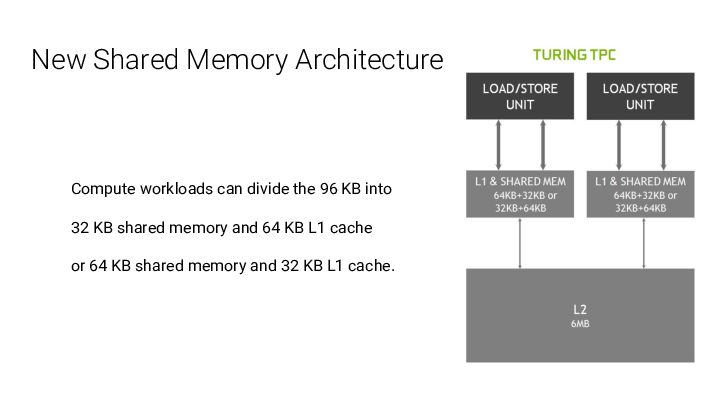 New Shared Memory Architecture
Compute workloads can divide the 96 KB into
32 KB shared memory and 64 KB L1 cache
or 64 KB shared memory and 32 KB L1 cache.
TURING TPC
LOAD/STORE
UNIT
LOAD/STORE
UNIT
L1 & SHARED MEM
64KB+32KB or
32KB+64KB
L1 & SHARED MEM
64KB+32KB or
32KB+64KB
L2
6MB